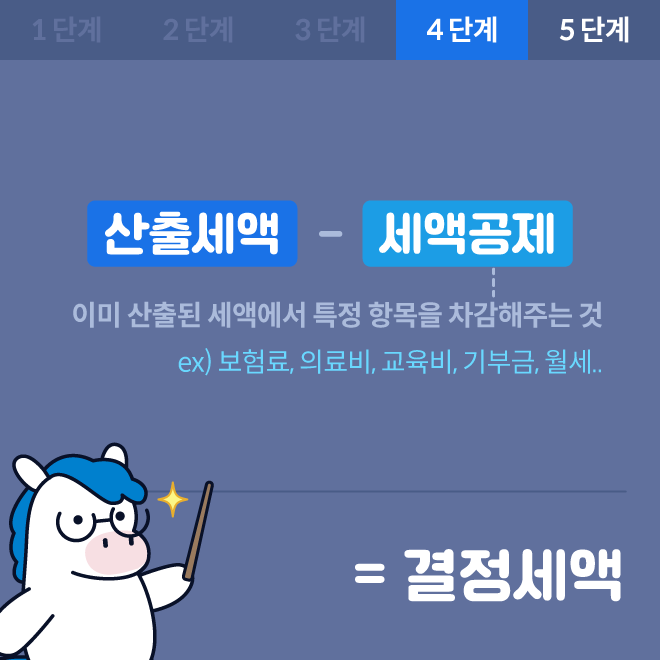 1 단계 2 단계 3 단계 4 단계 5 단계
산출세액 - 세액공제
이미 산출된 세액에서 특정 항목을 차감해주는 것
ex) 보험료, 의료비, 교육비, 기부금, 월세..
= 결정세액